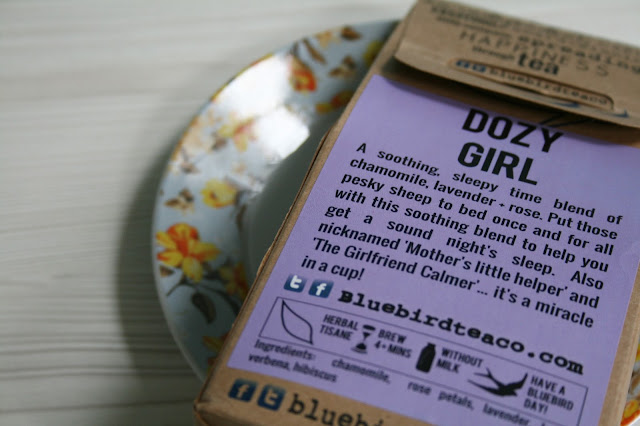 spreading
HAPPINESS
through tea
bluebirdteaco
DOZY
GIRL
A soothing, sleepy time blend of
chamomile, lavender + rose. Put those
pesky sheep to bed once and for all
with this soothing blend to help you
get a sound night's sleep. Also
nicknamed 'Mother's little helper' and
'The Girlfriend Calmer'... it's a miracle
in a cup!
Bluebirdteaco.com
HERBAL
TISANE
BREW
4+MINS
WITHOUT
MILK
HAVE A
BLUEBIRD
DAY!
Ingredients: chamomile, rose petals, lavender,
verbena, hibiscus
bluebi